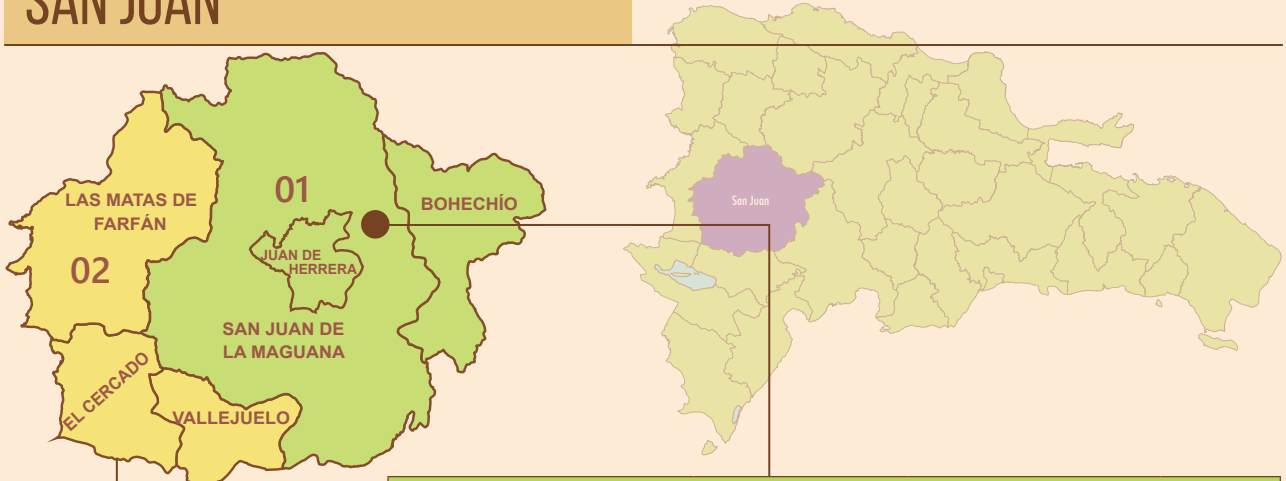 SAN JUAN
01
LAS MATAS DE
FARFÁN
02
BOHECHÍO
JUAN DE
HERRERA
SAN JUAN DE
LA MAGUANA
EL CERCADO
VALLEJUELO
San Juan